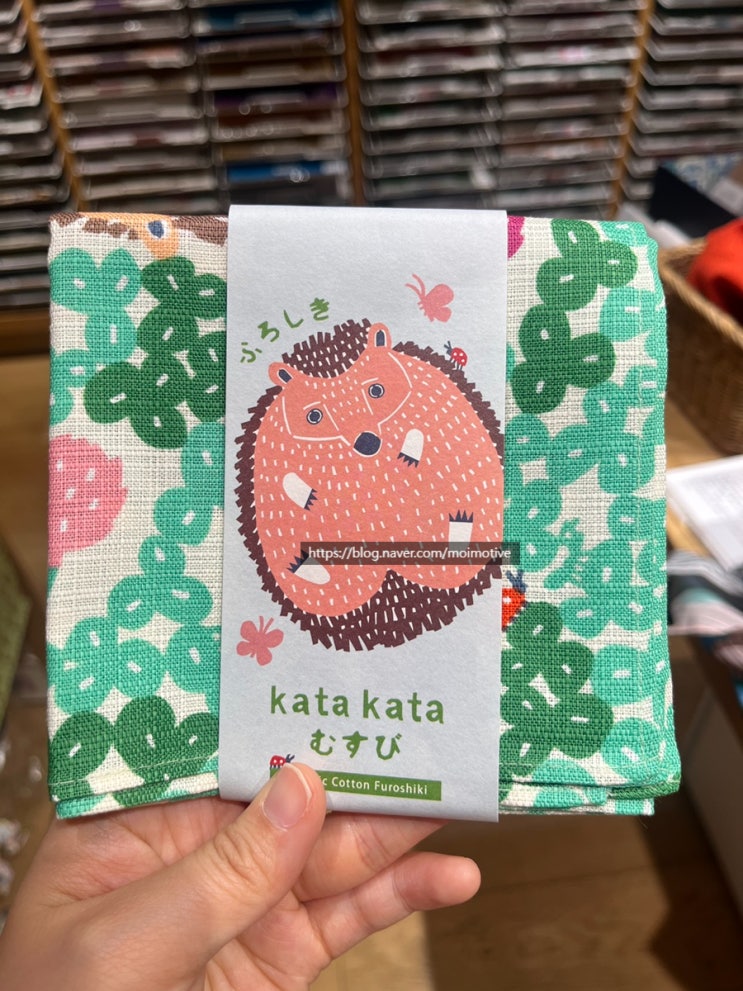 ふろしき
https://blog.naver.com/moimotive
kata kata
むすび
Cotton Furoshiki